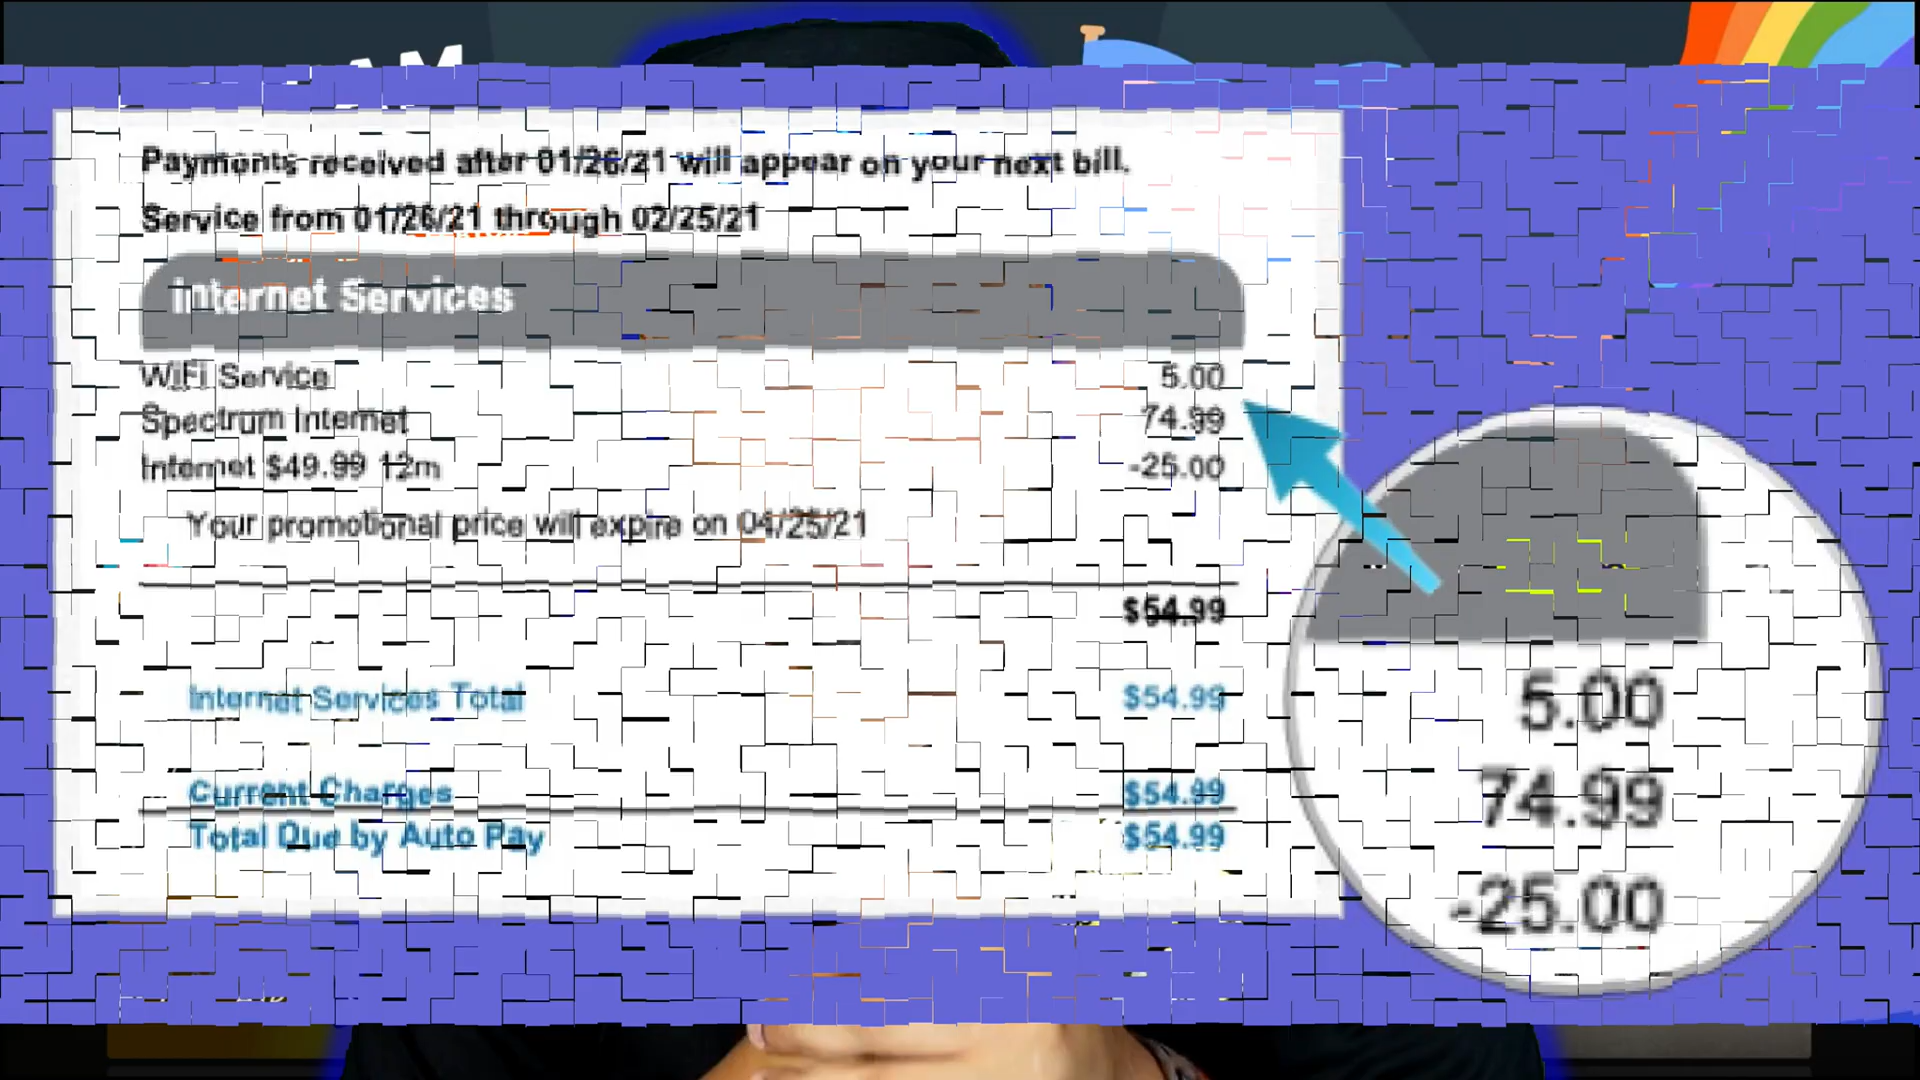 AM
Payments received after 01/26/21 will appear on your next bill.
Service from 01/26/21 through 02/25/21
Internet Services
WiFi Service 5.00
Spectrum Internet 74.99
Internet $49.99 12m -25.00
Your promotional price will expire on 04/25/21
$54.99
Internet Services Total $54.99
Current Charges $54.99
Total Due by Auto Pay $54.99
5.00
74.99
-25.00